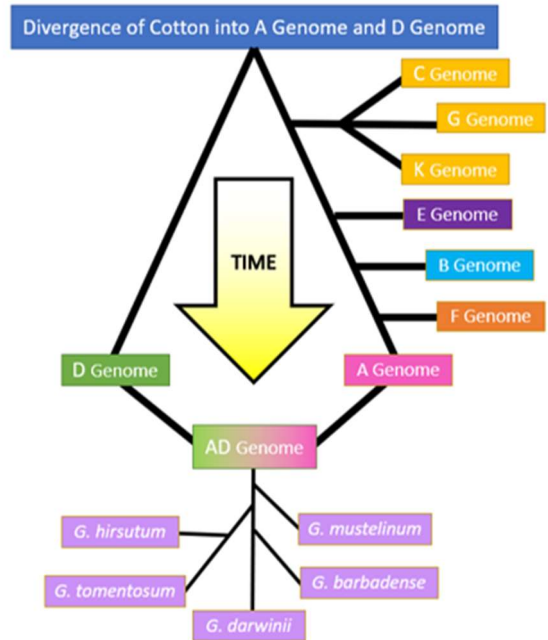 Divergence of Cotton into A Genome and D Genome
C Genome
G Genome
K Genome
E Genome
B Genome
F Genome
TIME
D Genome
A Genome
AD Genome
G. hirsutum
G. mustelinum
G. tomentosum
G. barbadense
G. darwinii